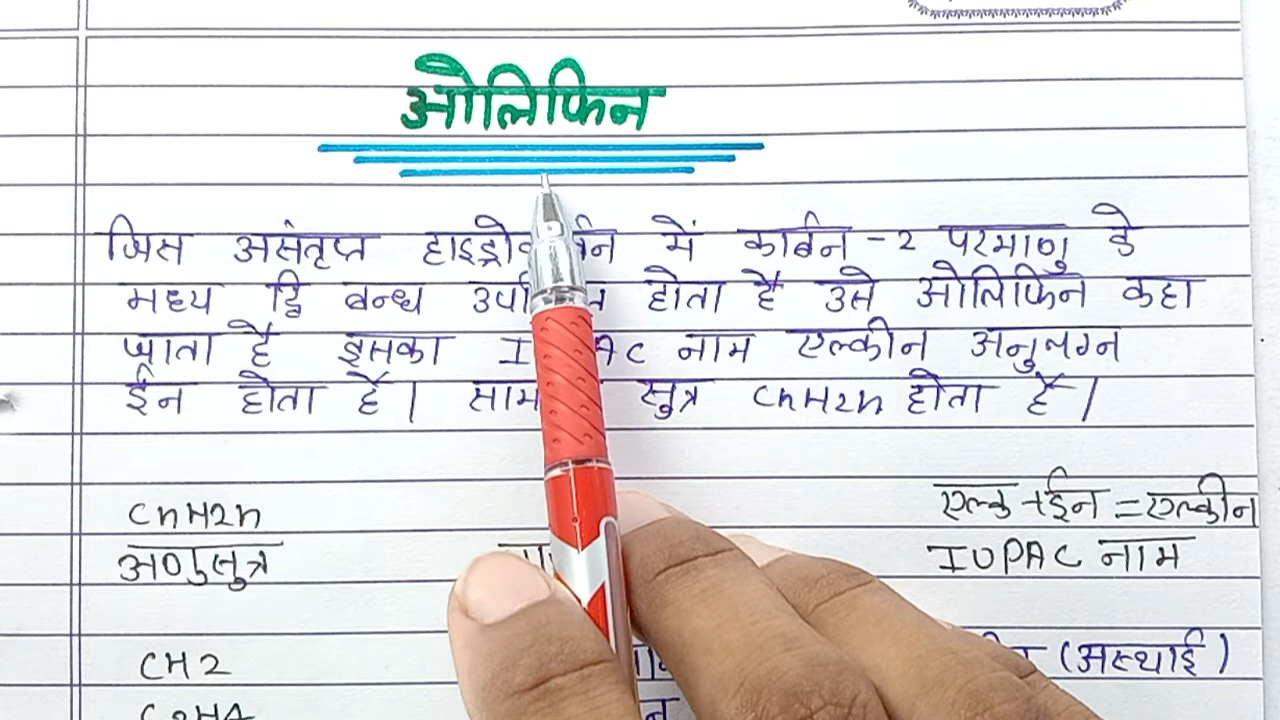 ओलिफिन
जिस असंतृप्त में कार्बन -2 परमाणु के
मध्य द्वि बन्ध होता है उसे ओलिफिन कहा
जाता है इसका नाम एल्कीन अनुलग्न
ईन होता है। सुत्र CnH2n होता है।
CnH2n एल्क +ईन =एल्कीन
अणुसुत्र IUPAC नाम
CH2 (अस्थाई)
C2H4